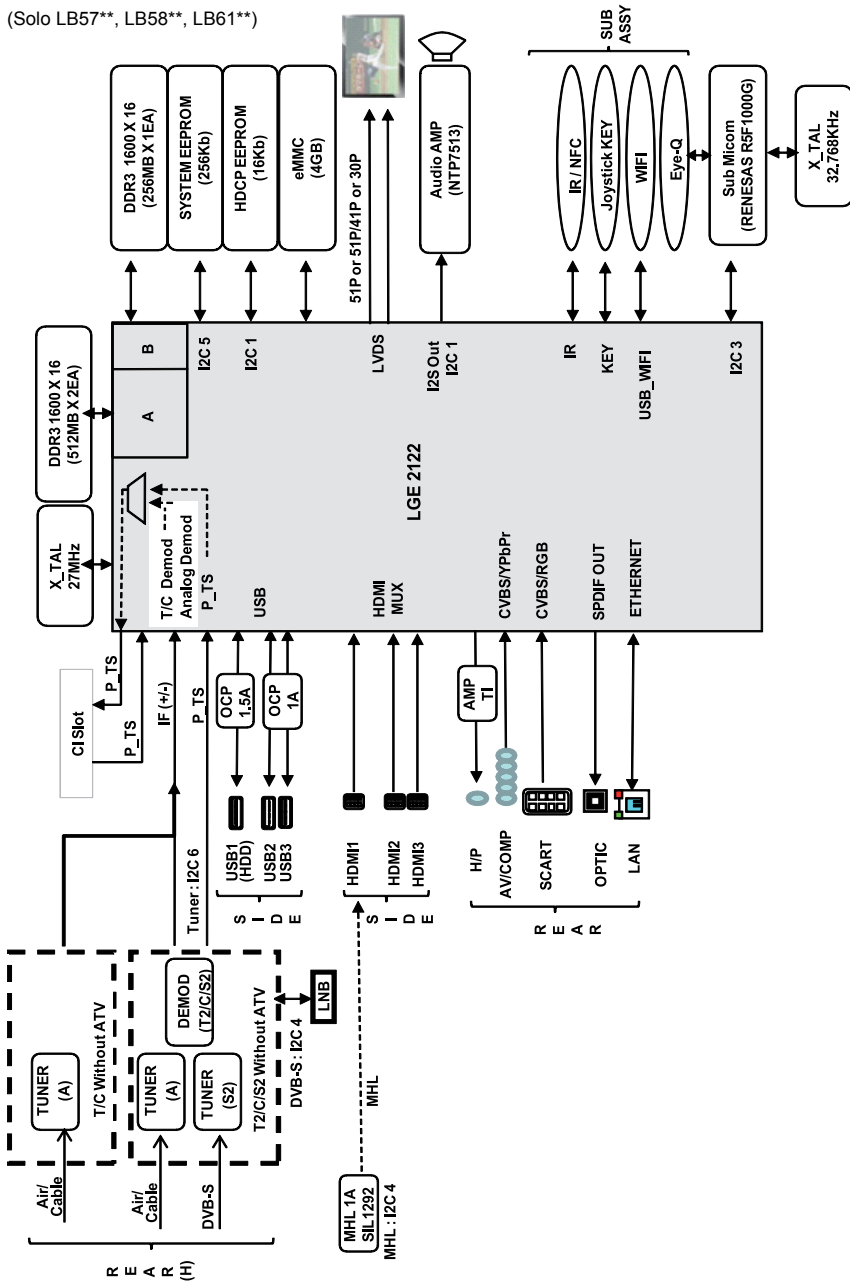 (Solo LB57**, LB58**, LB61**)
DDR3 1600 X 16
(256MB X 1EA)
SYSTEM EEPROM
(256Kb)
HDCP EEPROM
(16Kb)
eMMC
(4GB)
51P or 51P/41P or 30P
Audio AMP
(NTP7513)
SUB
ASSY
IR / NFC
Joystick KEY
WIFI
Eye-Q
Sub Micom
(RENESAS R5F1000G)
X_TAL
32.768KHz
DDR3 1600 X 16
(512MB X 2EA)
X_TAL
27MHz
A
B
I2C 5
I2C 1
LVDS
I2S Out
I2C 1
IR
KEY
USB_WIFI
I2C 3
LGE 2122
T/C Demod
Analog Demod
P_TS
USB
HDMI
MUX
CVBS/YPbPr
CVBS/RGB
SPDIF OUT
ETHERNET
CI Slot
P_TS
P_TS
IF (+/-)
P_TS
Tuner : I2C 6
OCP
1.5A
OCP
1A
USB1
(HDD)
USB2
USB3
SIDE
HDMI1
HDMI2
HDMI3
SIDE
AMP
TI
H/P
AV/COMP
SCART
OPTIC
LAN
REAR
TUNER
(A)
T/C Without ATV
TUNER
(A)
TUNER
(S2)
DEMOD
(T2/C/S2)
T2/C/S2 Without ATV
DVB-S : I2C 4
LNB
Air/
Cable
Air/
Cable
DVB-S
REAR
(H)
MHL
MHL 1A
SIL1292
MHL : I2C 4